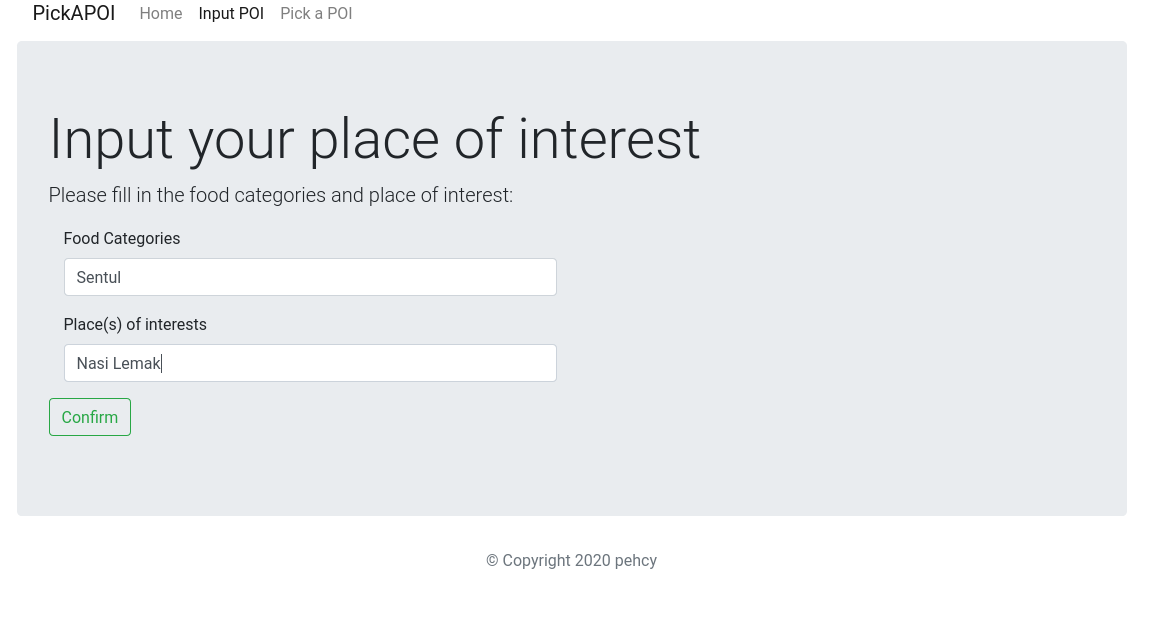 PickAPOI Home Input POI Pick a POI
Input your place of interest
Please fill in the food categories and place of interest:
Food Categories
Sentul
Place(s) of interests
Nasi Lemak
Confirm
© Copyright 2020 pehcy